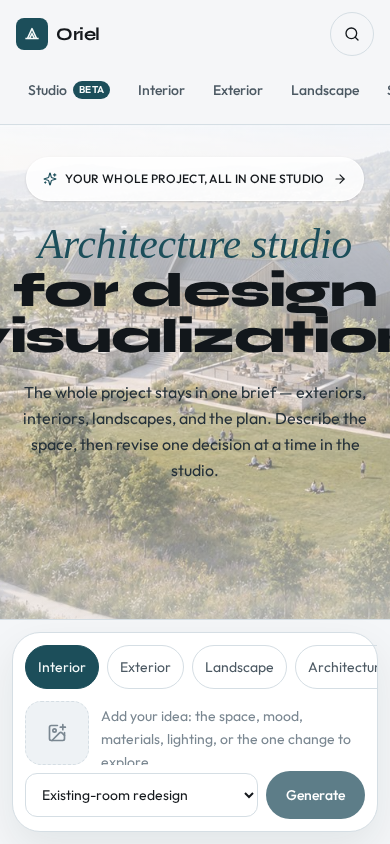 Oriel
Studio BETA Interior Exterior Landscape
YOUR WHOLE PROJECT, ALL IN ONE STUDIO
Architecture studio
for design
visualization
The whole project stays in one brief — exteriors,
interiors, landscapes, and the plan. Describe the
space, then revise one decision at a time in the
studio.
Interior Exterior Landscape Architectur
Add your idea: the space, mood,
materials, lighting, or the one change to
explore
Existing-room redesign Generate